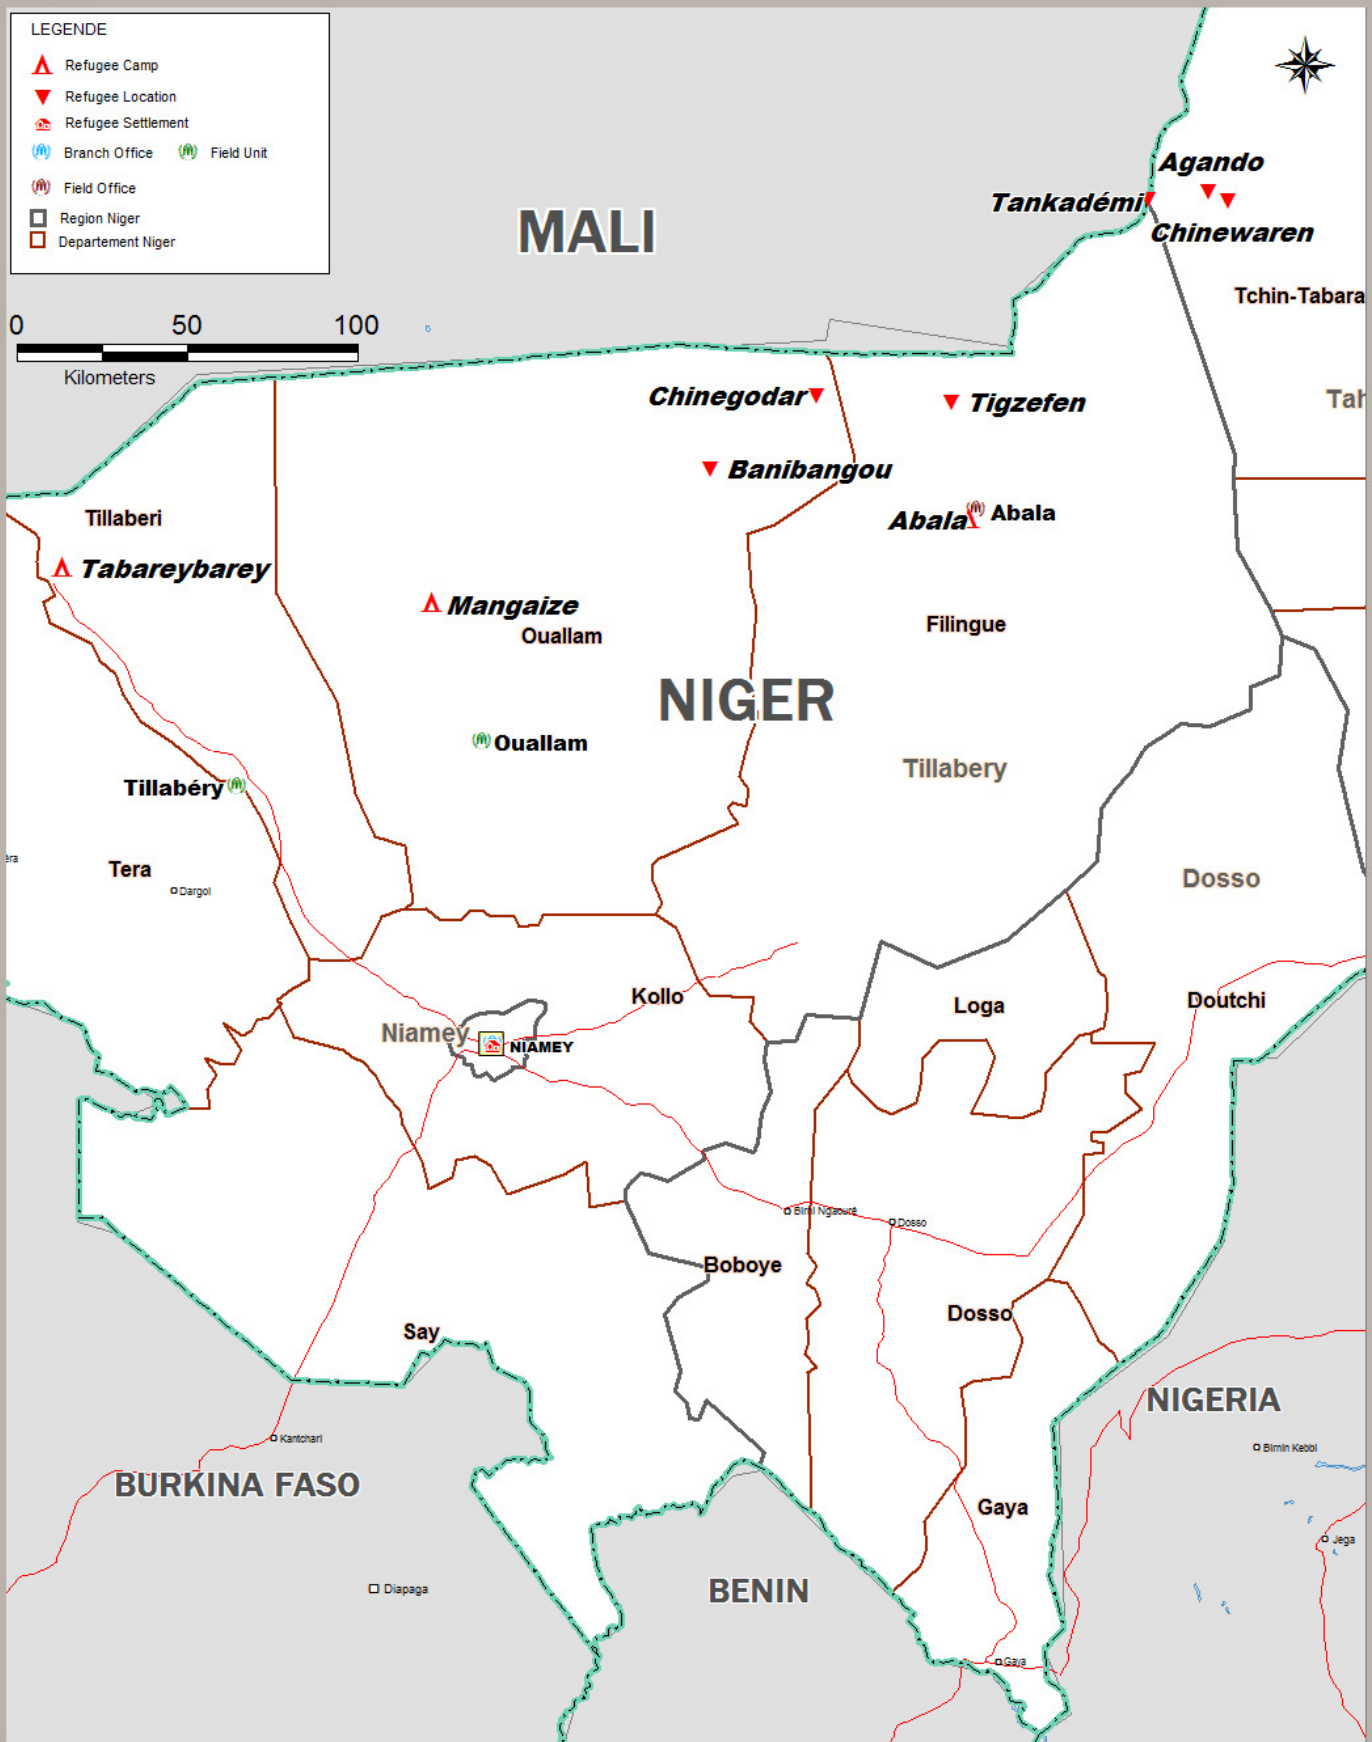 LEGENDE
Refugee Camp
Refugee Location
Refugee Settlement
Branch Office Field Unit
Field Office
Region Niger
Departement Niger
0 50 100
Kilometers
MALI
Agando
Tankadémi
Chinewaren
Tchin-Tabara
Chinegodar
Tigzefen
Tah
Banibangou
Tillaberi
Abala Abala
Tabareybarey
Mangaize
Ouallam
Filingue
NIGER
Ouallam
Tillabery
Tillabéry
Tera
Dargol
Dosso
Kollo
Loga
Doutchi
Niamey
NIAMEY
Birni Ngaouré
Dosso
Boboye
Dosso
Say
NIGERIA
Kantchari
Birnin Kebbi
BURKINA FASO
Gaya
Jega
Diapaga
BENIN
Gaya